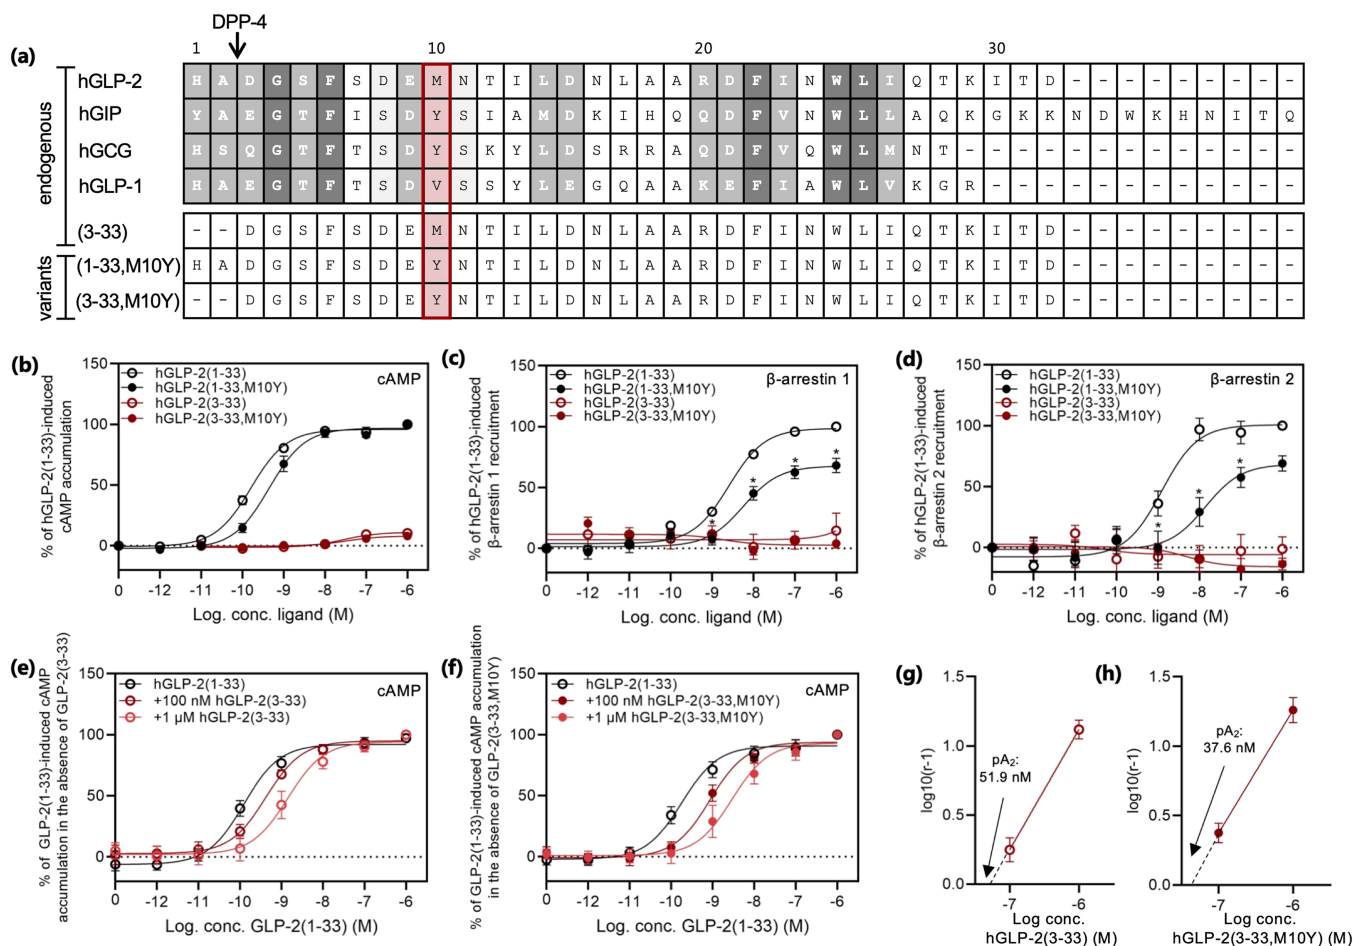 DPP-4
(a)
1 10 20 30
endogenous
hGLP-2 H A D G S F S D E M N T I L D N L A A R D F I N W L I Q T K I T D - - - - - - - - -
hGIP Y A E G T F I S D Y S I A M D K I H Q Q D F V N W L L A Q K G K K N D W K H N I T Q
hGCG H S Q G T F T S D Y S K Y L D S R R A Q D F V Q W L M N T - - - - - - - - - - - - -
hGLP-1 H A E G T F T S D V S S Y L E G Q A A K E F I A W L V K G R - - - - - - - - - - - -
(3-33) - - D G S F S D E M N T I L D N L A A R D F I N W L I Q T K I T D - - - - - - - - -
variants
(1-33,M10Y) H A D G S F S D E Y N T I L D N L A A R D F I N W L I Q T K I T D - - - - - - - - -
(3-33,M10Y) - - D G S F S D E Y N T I L D N L A A R D F I N W L I Q T K I T D - - - - - - - - -
(b)
% of hGLP-2(1-33)-induced
cAMP accumulation
150
100
50
0
hGLP-2(1-33)
hGLP-2(1-33,M10Y)
hGLP-2(3-33)
hGLP-2(3-33,M10Y)
cAMP
0 -12 -11 -10 -9 -8 -7 -6
Log. conc. ligand (M)
(c)
% of hGLP-2(1-33)-induced
β-arrestin 1 recruitment
150
100
50
0
hGLP-2(1-33)
hGLP-2(1-33,M10Y)
hGLP-2(3-33)
hGLP-2(3-33,M10Y)
β-arrestin 1
* * * *
0 -12 -11 -10 -9 -8 -7 -6
Log. conc. ligand (M)
(d)
% of hGLP-2(1-33)-induced
β-arrestin 2 recruitment
150
100
50
0
hGLP-2(1-33)
hGLP-2(1-33,M10Y)
hGLP-2(3-33)
hGLP-2(3-33,M10Y)
β-arrestin 2
* * *
0 -12 -11 -10 -9 -8 -7 -6
Log. conc. ligand (M)
(e)
% of GLP-2(1-33)-induced cAMP
accumulation in the absence of GLP-2(3-33)
150
100
50
0
hGLP-2(1-33)
+100 nM hGLP-2(3-33)
+1 μM hGLP-2(3-33)
cAMP
0 -12 -11 -10 -9 -8 -7 -6
Log. conc. GLP-2(1-33) (M)
(f)
% of GLP-2(1-33)-induced cAMP accumulation
in the absence of GLP-2(3-33,M10Y)
150
100
50
0
hGLP-2(1-33)
+100 nM hGLP-2(3-33,M10Y)
+1 μM hGLP-2(3-33,M10Y)
cAMP
0 -12 -11 -10 -9 -8 -7 -6
Log. conc. GLP-2(1-33) (M)
(g)
log10(r-1)
1.5
1.0
0.5
0.0
pA2:
51.9 nM
-7 -6
Log conc.
hGLP-2(3-33) (M)
(h)
log10(r-1)
1.5
1.0
0.5
0.0
pA2:
37.6 nM
-7 -6
Log conc.
hGLP-2(3-33,M10Y) (M)